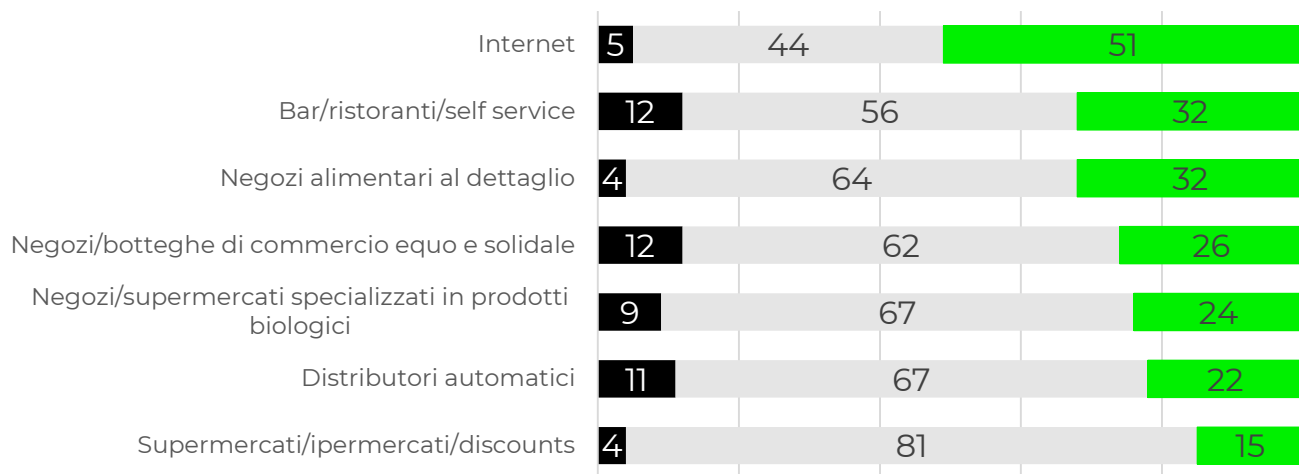 Internet 5 44 51
Bar/ristoranti/self service 12 56 32
Negozi alimentari al dettaglio 4 64 32
Negozi/botteghe di commercio equo e solidale 12 62 26
Negozi/supermercati specializzati in prodotti
biologici 9 67 24
Distributori automatici 11 67 22
Supermercati/ipermercati/discounts 4 81 15